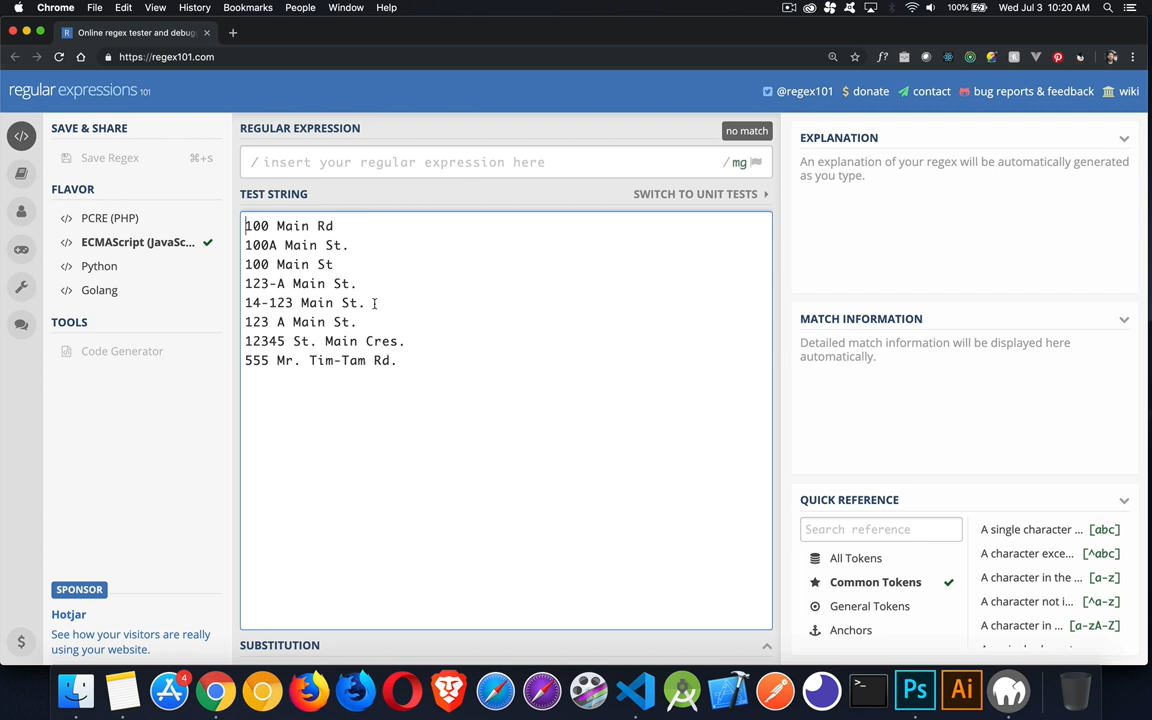 Chrome File Edit View History Bookmarks People Window Help 100% Wed Jul 3 10:20 AM
Online regex tester and debug
https://regex101.com
regular expressions 101
@regex101 donate contact bug reports & feedback wiki
SAVE & SHARE
Save Regex ⌘+s
FLAVOR
PCRE (PHP)
ECMAScript (JavaSc...
Python
Golang
TOOLS
Code Generator
SPONSOR
Hotjar
See how your visitors are really
using your website.
REGULAR EXPRESSION no match
/ insert your regular expression here / mg
TEST STRING SWITCH TO UNIT TESTS
100 Main Rd
100A Main St.
100 Main St
123-A Main St.
14-123 Main St.
123 A Main St.
12345 St. Main Cres.
555 Mr. Tim-Tam Rd.
SUBSTITUTION
EXPLANATION
An explanation of your regex will be automatically generated
as you type.
MATCH INFORMATION
Detailed match information will be displayed here
automatically.
QUICK REFERENCE
Search reference
All Tokens
Common Tokens
General Tokens
Anchors
A single character ... [abc]
A character exce... [^abc]
A character in the ... [a-z]
A character not i... [^a-z]
A character in ... [a-zA-Z]
4
Ps
Ai